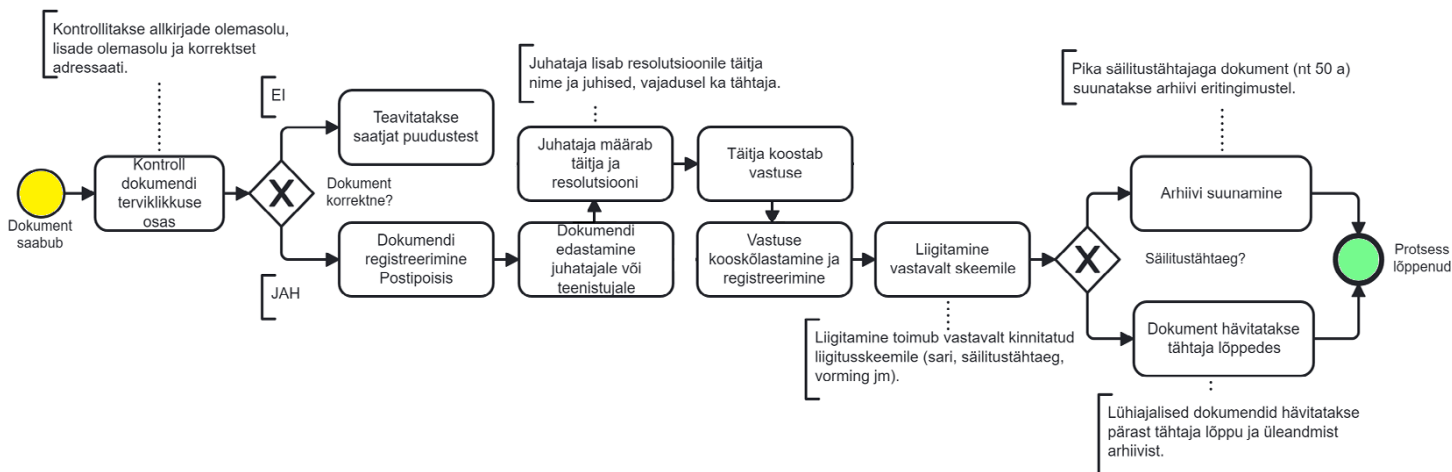 Kontrollitakse allkirjade olemasolu,
lisade olemasolu ja korrektset
adressaati.
Dokument
saabub
Kontroll
dokumendi
terviklikkuse
osas
Dokument
korrektne?
EI
Teavitatakse
saatjat puudustest
JAH
Dokumendi
registreerimine
Postipoisis
Dokumendi
edastamine
juhatajale või
teenistujale
Juhataja lisab resolutsioonile täitja
nime ja juhised, vajadusel ka tähtaja.
Juhataja määrab
täitja ja
resolutsiooni
Täitja koostab
vastuse
Vastuse
kooskõlastamine ja
registreerimine
Liigitamine
vastavalt skeemile
Liigitamine toimub vastavalt kinnitatud
liigitusskeemile (sari, säilitustähtaeg,
vorming jm).
Säilitustähtaeg?
Pika säilitustähtajaga dokument (nt 50 a)
suunatakse arhiivi eritingimustel.
Arhiivi suunamine
Dokument hävitatakse
tähtaja lõppedes
Lühiajalised dokumendid hävitatakse
pärast tähtaja lõppu ja üleandmist
arhiivist.
Protsess
lõppenud